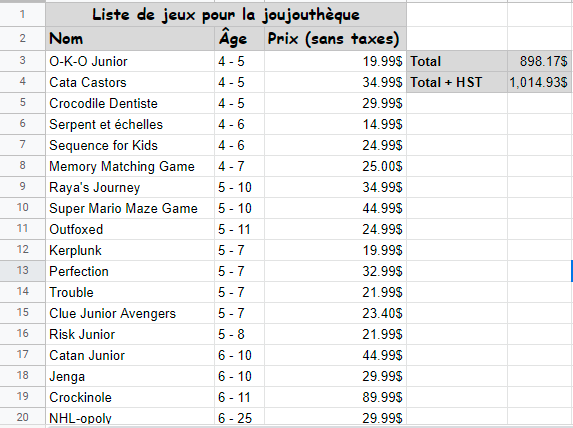 1 Liste de jeux pour la joujouthèque
2 Nom Âge Prix (sans taxes)
3 O-K-O Junior 4 - 5 19.99$ Total 898.17$
4 Cata Castors 4 - 5 34.99$ Total + HST 1,014.93$
5 Crocodile Dentiste 4 - 5 29.99$
6 Serpent et échelles 4 - 6 14.99$
7 Sequence for Kids 4 - 6 24.99$
8 Memory Matching Game 4 - 7 25.00$
9 Raya's Journey 5 - 10 34.99$
10 Super Mario Maze Game 5 - 10 44.99$
11 Outfoxed 5 - 11 24.99$
12 Kerplunk 5 - 7 19.99$
13 Perfection 5 - 7 32.99$
14 Trouble 5 - 7 21.99$
15 Clue Junior Avengers 5 - 7 23.40$
16 Risk Junior 5 - 8 21.99$
17 Catan Junior 6 - 10 44.99$
18 Jenga 6 - 10 29.99$
19 Crockinole 6 - 11 89.99$
20 NHL-opoly 6 - 25 29.99$